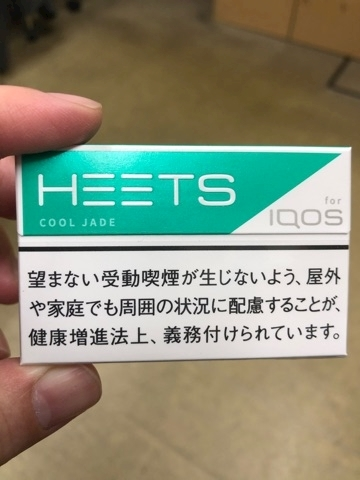 HEETS
COOL JADE
for
IQOS
望まない受動喫煙が生じないよう、屋外
や家庭でも周囲の状況に配慮することが、
健康増進法上、義務付けられています。